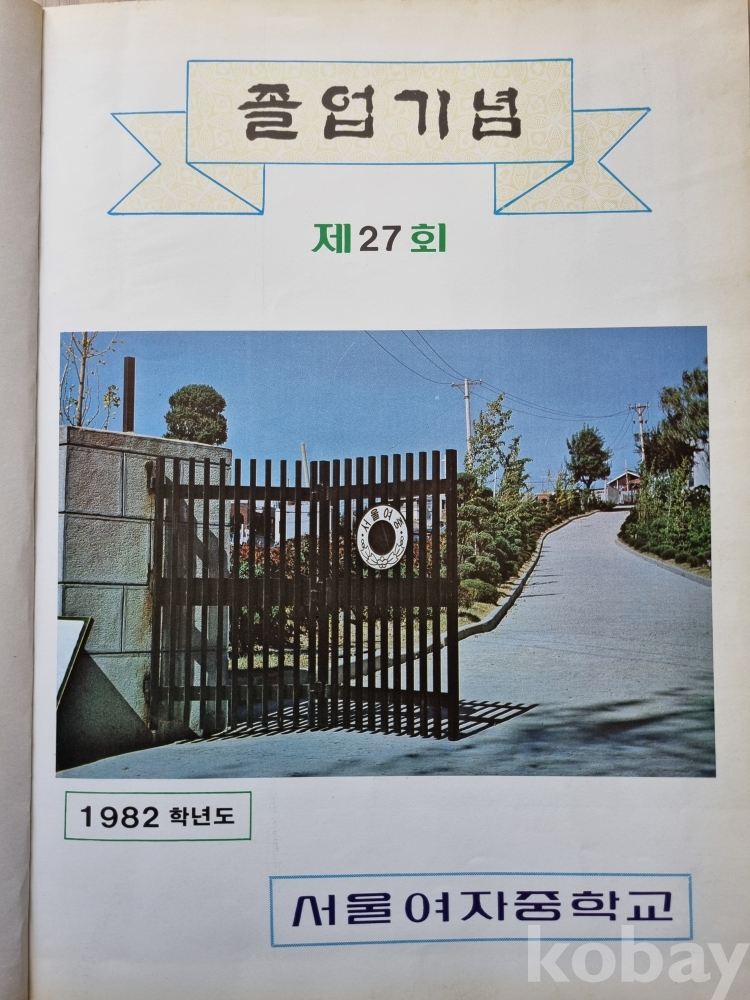 졸업기념
제27회
서울여중
1982 학년도
서울여자중학교
kobay